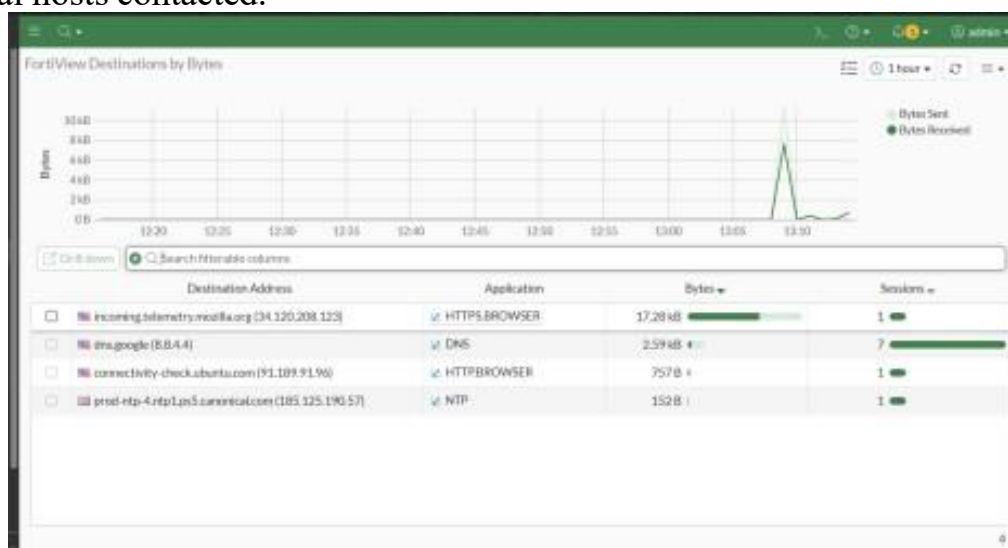 al hosts contacted.
admin
FortiView Destinations by Bytes
1 hour
Bytes Sent
Bytes Received
Bytes
10 kB
8 kB
6 kB
4 kB
2 kB
0 B
12:20 12:25 12:30 12:35 12:40 12:45 12:50 12:55 13:00 13:05 13:10
Drill down Search filterable columns
Destination Address Application Bytes Sessions
incoming.telemetry.mozilla.org (34.120.208.123) HTTPS.BROWSER 17.28 kB 1
dns.google (8.8.4.4) DNS 2.59 kB 7
connectivity-check.ubuntu.com (91.189.91.96) HTTP.BROWSER 757 B 1
prod-ntp-4.ntp1.ps5.canonical.com (185.125.190.57) NTP 152 B 1